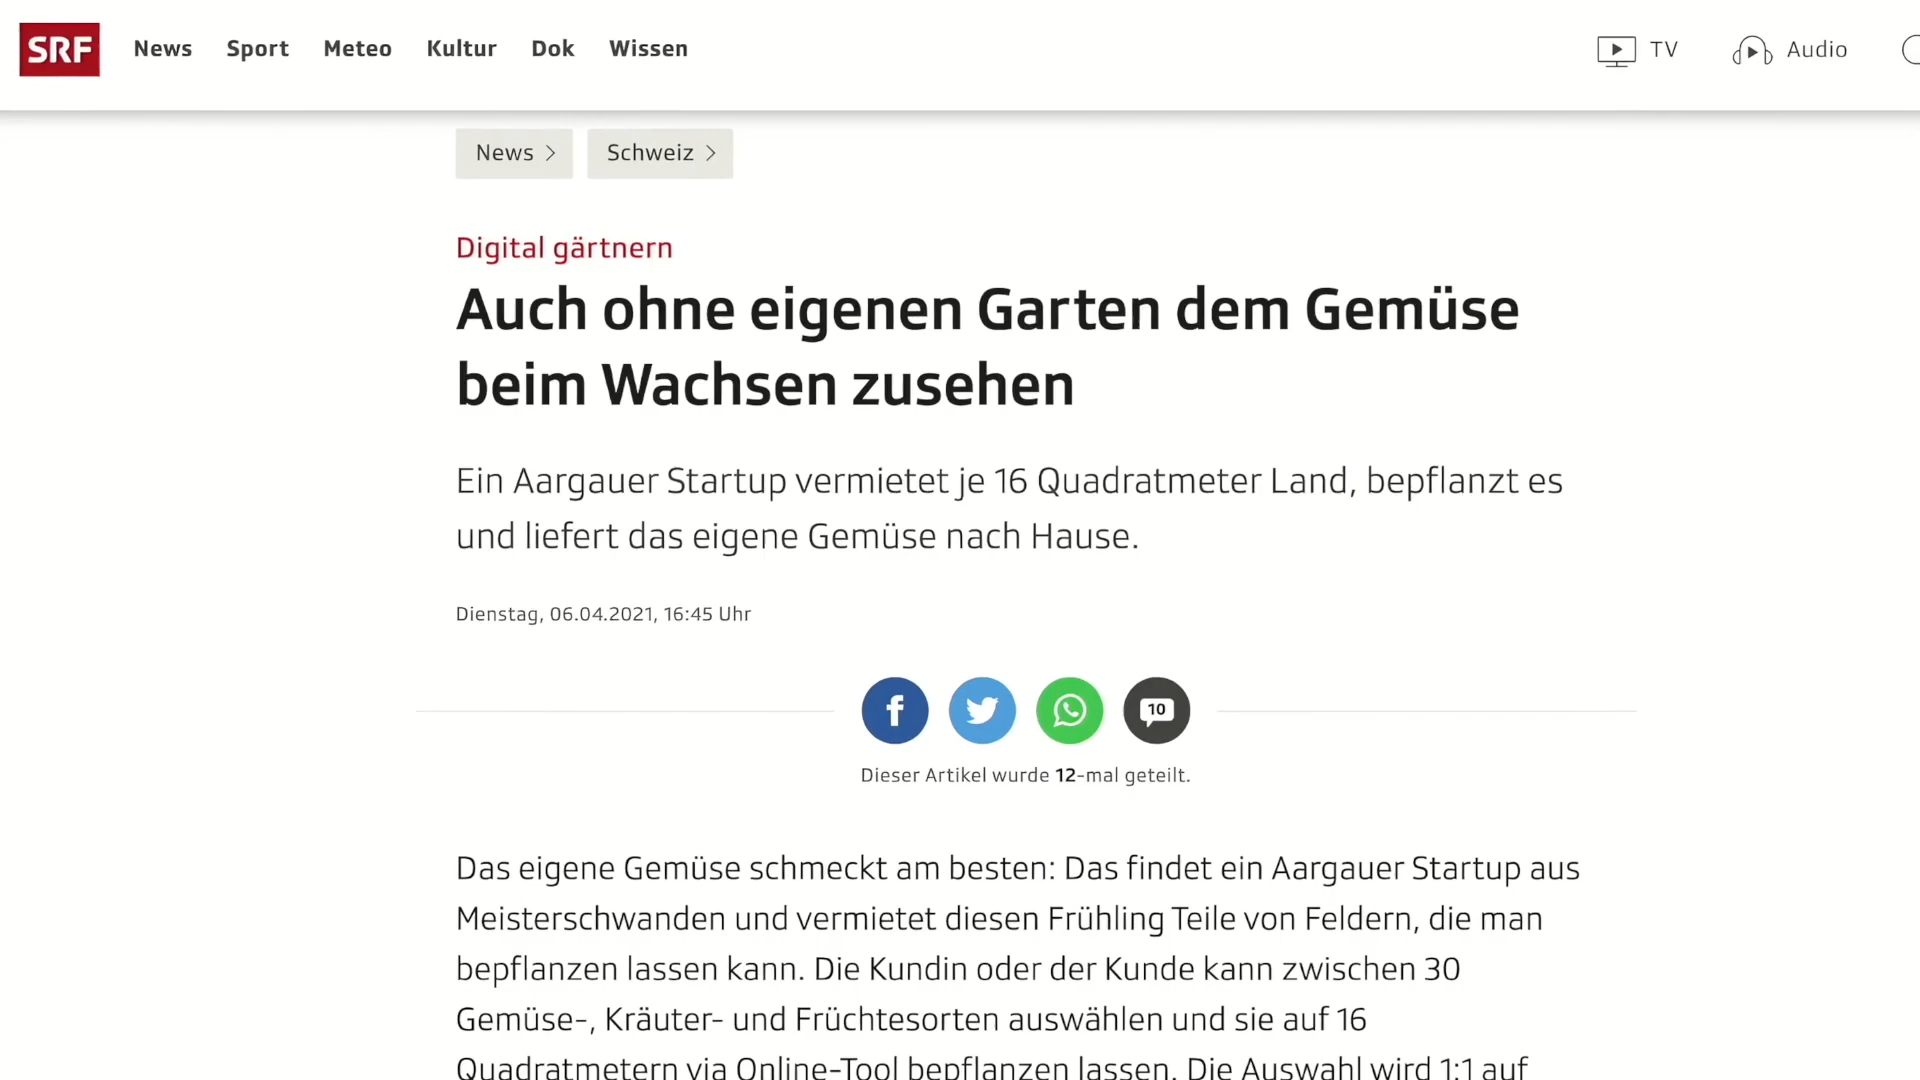 SRF News Sport Meteo Kultur Dok Wissen TV Audio
News Schweiz
Digital gärtnern
Auch ohne eigenen Garten dem Gemüse
beim Wachsen zusehen
Ein Aargauer Startup vermietet je 16 Quadratmeter Land, bepflanzt es
und liefert das eigene Gemüse nach Hause.
Dienstag, 06.04.2021, 16:45 Uhr
f 10
Dieser Artikel wurde 12-mal geteilt.
Das eigene Gemüse schmeckt am besten: Das findet ein Aargauer Startup aus
Meisterschwanden und vermietet diesen Frühling Teile von Feldern, die man
bepflanzen lassen kann. Die Kundin oder der Kunde kann zwischen 30
Gemüse-, Kräuter- und Früchtesorten auswählen und sie auf 16
Quadratmetern via Online-Tool bepflanzen lassen. Die Auswahl wird 1:1 auf